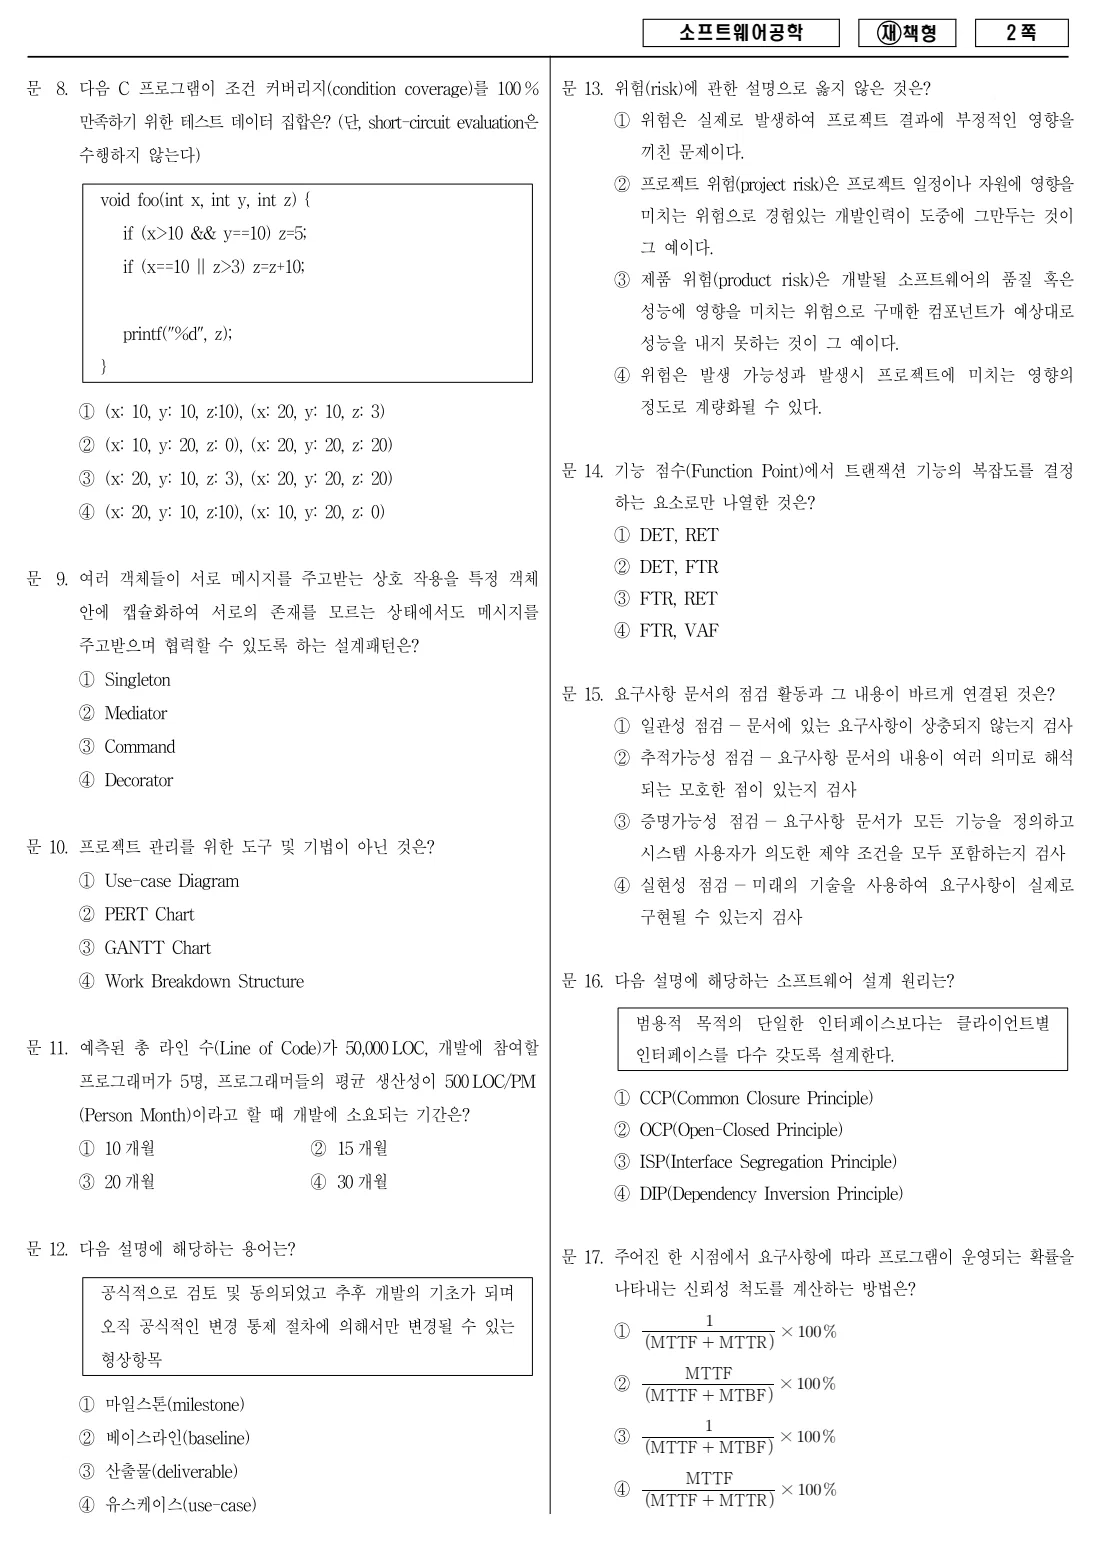 소프트웨어공학
재책형
2 쪽
문 8. 다음 C 프로그램이 조건 커버리지(condition coverage)를 100 %
만족하기 위한 테스트 데이터 집합은? (단, short-circuit evaluation은
수행하지 않는다)
void foo(int x, int y, int z) {
if (x>10 && y==10) z=5;
if (x==10 || z>3) z=z+10;
printf("%d", z);
}
① (x: 10, y: 10, z:10), (x: 20, y: 10, z: 3)
② (x: 10, y: 20, z: 0), (x: 20, y: 20, z: 20)
③ (x: 20, y: 10, z: 3), (x: 20, y: 20, z: 20)
④ (x: 20, y: 10, z:10), (x: 10, y: 20, z: 0)
문 9. 여러 객체들이 서로 메시지를 주고받는 상호 작용을 특정 객체
안에 캡슐화하여 서로의 존재를 모르는 상태에서도 메시지를
주고받으며 협력할 수 있도록 하는 설계패턴은?
① Singleton
② Mediator
③ Command
④ Decorator
문 10. 프로젝트 관리를 위한 도구 및 기법이 아닌 것은?
① Use-case Diagram
② PERT Chart
③ GANTT Chart
④ Work Breakdown Structure
문 11. 예측된 총 라인 수(Line of Code)가 50,000 LOC, 개발에 참여할
프로그래머가 5명, 프로그래머들의 평균 생산성이 500 LOC/PM
(Person Month)이라고 할 때 개발에 소요되는 기간은?
① 10 개월 ② 15 개월
③ 20 개월 ④ 30 개월
문 12. 다음 설명에 해당하는 용어는?
공식적으로 검토 및 동의되었고 추후 개발의 기초가 되며
오직 공식적인 변경 통제 절차에 의해서만 변경될 수 있는
형상항목
① 마일스톤(milestone)
② 베이스라인(baseline)
③ 산출물(deliverable)
④ 유스케이스(use-case)
문 13. 위험(risk)에 관한 설명으로 옳지 않은 것은?
① 위험은 실제로 발생하여 프로젝트 결과에 부정적인 영향을
끼친 문제이다.
② 프로젝트 위험(project risk)은 프로젝트 일정이나 자원에 영향을
미치는 위험으로 경험있는 개발인력이 도중에 그만두는 것이
그 예이다.
③ 제품 위험(product risk)은 개발될 소프트웨어의 품질 혹은
성능에 영향을 미치는 위험으로 구매한 컴포넌트가 예상대로
성능을 내지 못하는 것이 그 예이다.
④ 위험은 발생 가능성과 발생시 프로젝트에 미치는 영향의
정도로 계량화될 수 있다.
문 14. 기능 점수(Function Point)에서 트랜잭션 기능의 복잡도를 결정
하는 요소로만 나열한 것은?
① DET, RET
② DET, FTR
③ FTR, RET
④ FTR, VAF
문 15. 요구사항 문서의 점검 활동과 그 내용이 바르게 연결된 것은?
① 일관성 점검 – 문서에 있는 요구사항이 상충되지 않는지 검사
② 추적가능성 점검 – 요구사항 문서의 내용이 여러 의미로 해석
되는 모호한 점이 있는지 검사
③ 증명가능성 점검 – 요구사항 문서가 모든 기능을 정의하고
시스템 사용자가 의도한 제약 조건을 모두 포함하는지 검사
④ 실현성 점검 – 미래의 기술을 사용하여 요구사항이 실제로
구현될 수 있는지 검사
문 16. 다음 설명에 해당하는 소프트웨어 설계 원리는?
범용적 목적의 단일한 인터페이스보다는 클라이언트별
인터페이스를 다수 갖도록 설계한다.
① CCP(Common Closure Principle)
② OCP(Open-Closed Principle)
③ ISP(Interface Segregation Principle)
④ DIP(Dependency Inversion Principle)
문 17. 주어진 한 시점에서 요구사항에 따라 프로그램이 운영되는 확률을
나타내는 신뢰성 척도를 계산하는 방법은?
① 1 / (MTTF + MTTR) × 100 %
② MTTF / (MTTF + MTBF) × 100 %
③ 1 / (MTTF + MTBF) × 100 %
④ MTTF / (MTTF + MTTR) × 100 %